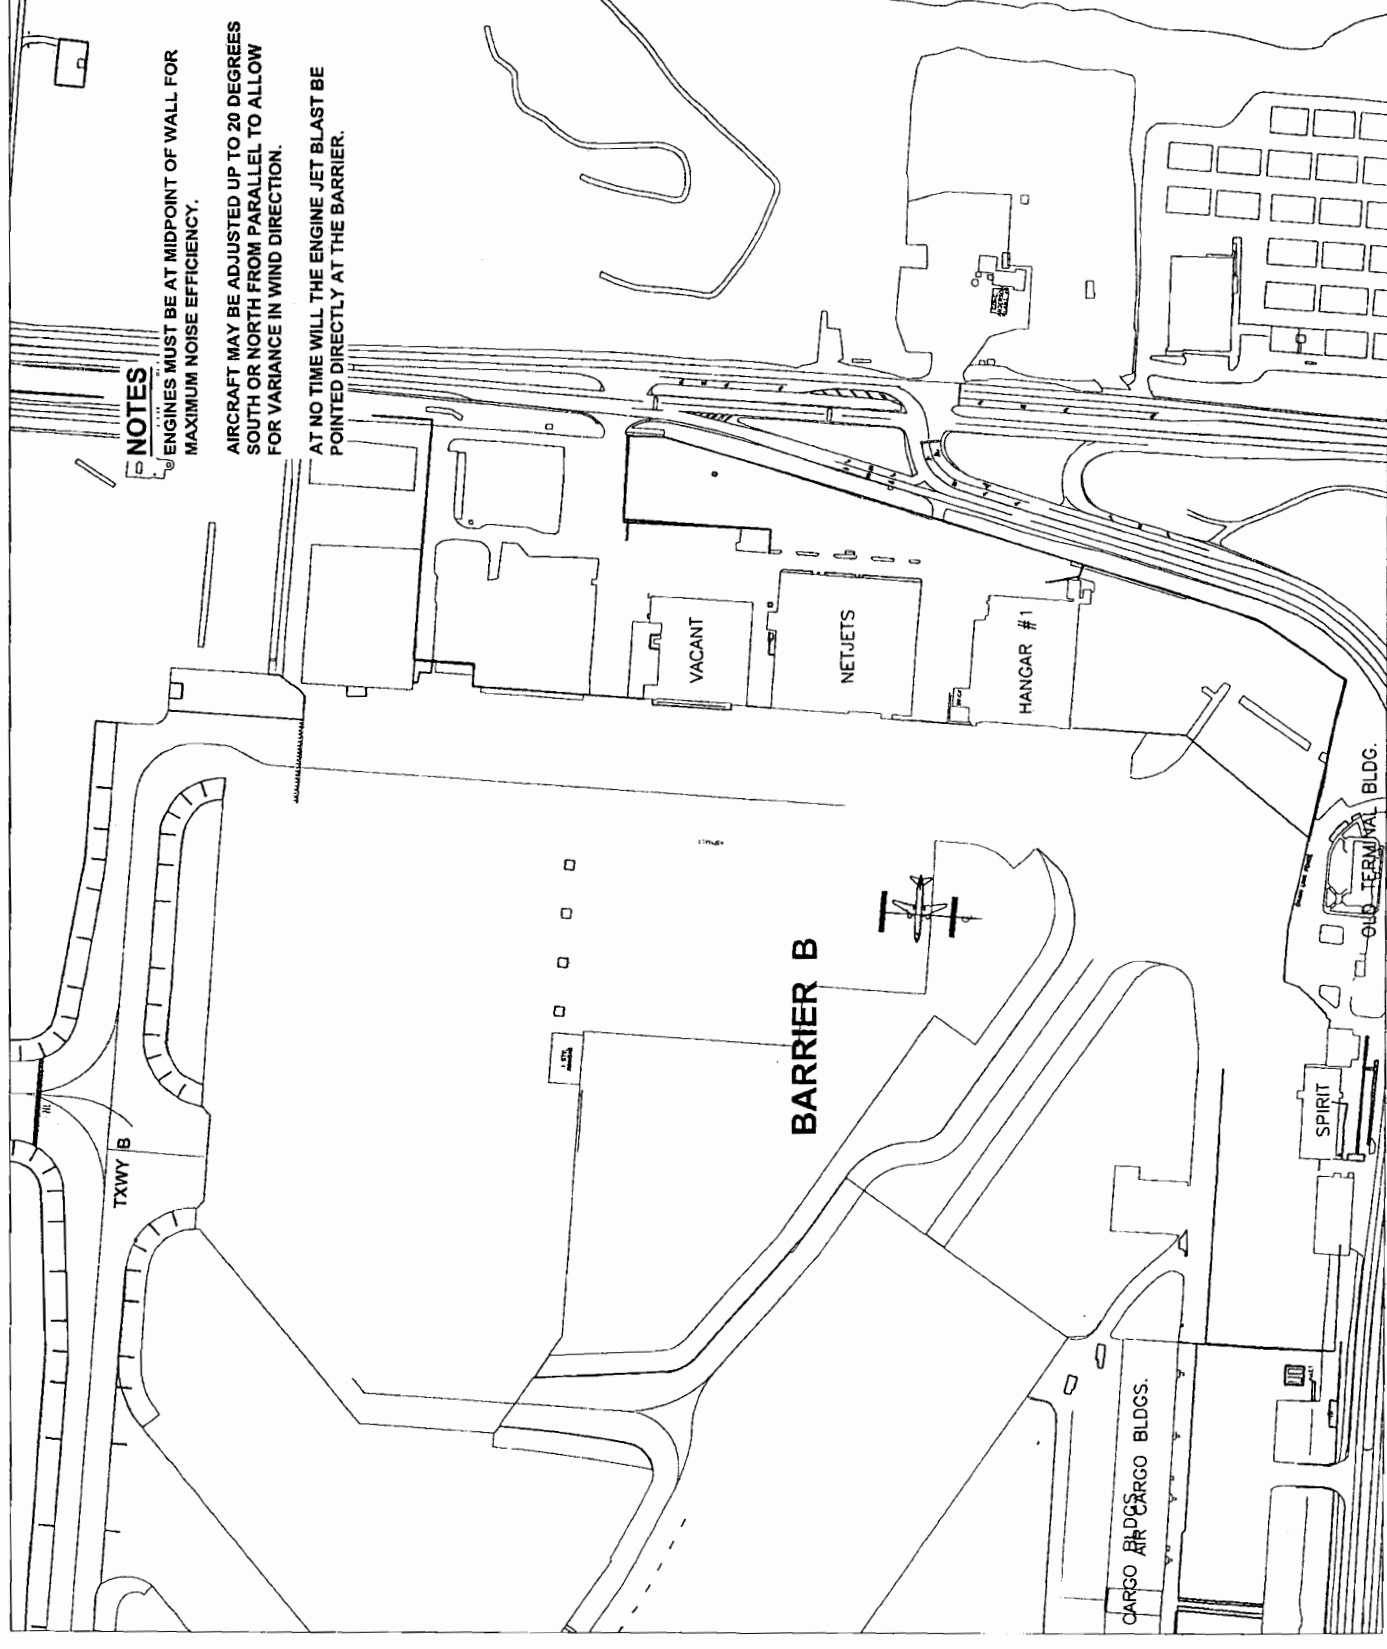 NOTES
ENGINES MUST BE AT MIDPOINT OF WALL FOR
MAXIMUM NOISE EFFICIENCY.
AIRCRAFT MAY BE ADJUSTED UP TO 20 DEGREES
SOUTH OR NORTH FROM PARALLEL TO ALLOW
FOR VARIANCE IN WIND DIRECTION.
AT NO TIME WILL THE ENGINE JET BLAST BE
POINTED DIRECTLY AT THE BARRIER.
TXWY B
VACANT
NETJETS
HANGAR #1
BARRIER B
OLD TERMINAL BLDG.
SPIRIT
CARGO BLDGS.
AIR CARGO BLDGS.